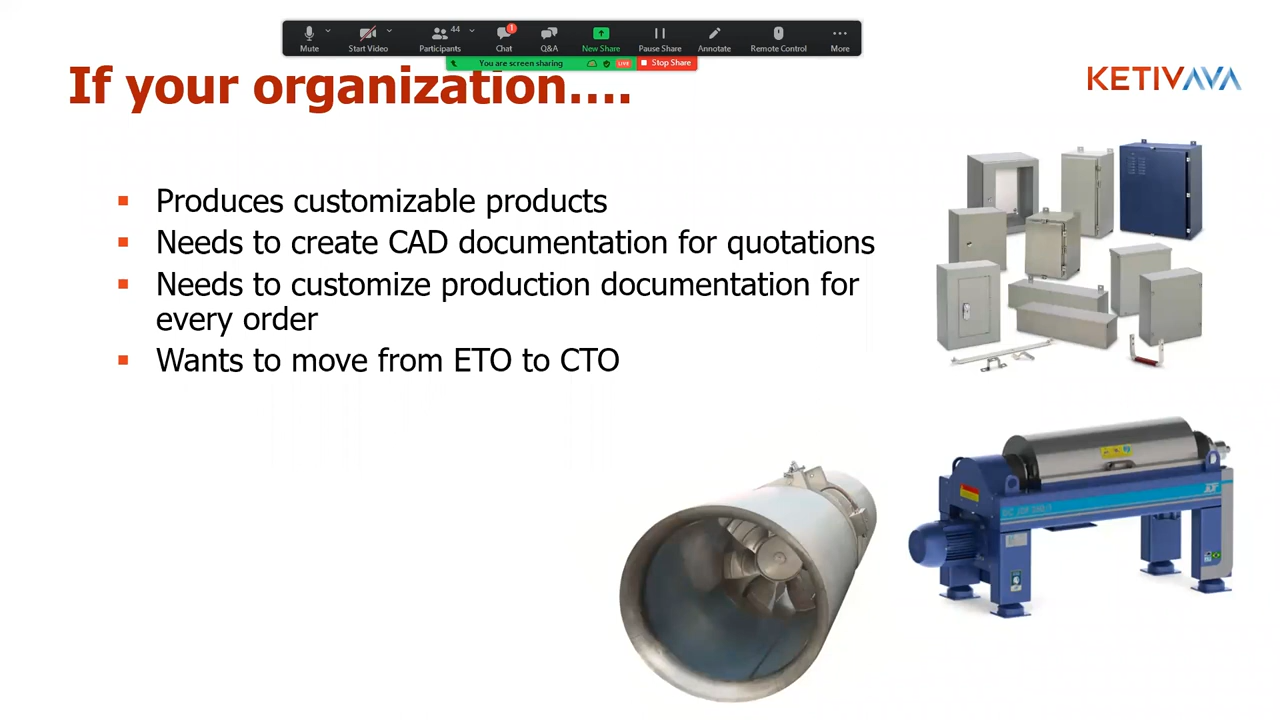 Mute
Start Video
44
Participants
1
Chat
Q&A
New Share
Pause Share
Annotate
Remote Control
More
You are screen sharing
LIVE
Stop Share
If your organization....
KETIVAVA
Produces customizable products
Needs to create CAD documentation for quotations
Needs to customize production documentation for
every order
Wants to move from ETO to CTO